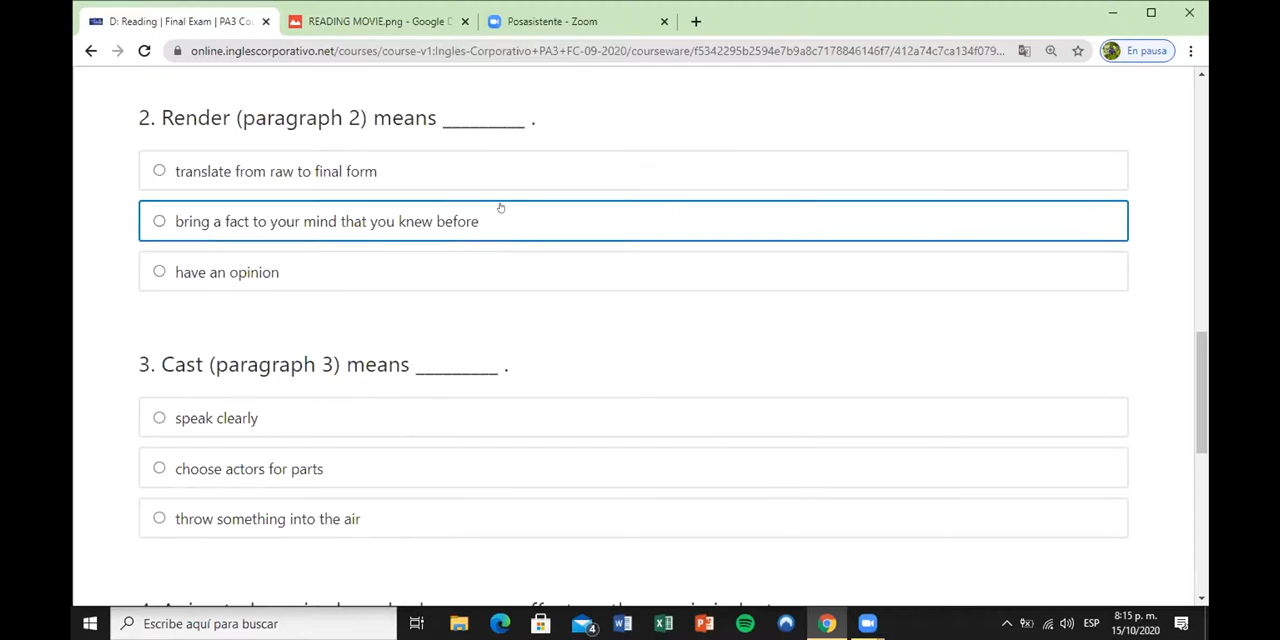 D: Reading | Final Exam | PA3 Co
READING MOVIE.png - Google D
Posasistente - Zoom
online.inglescorporativo.net/courses/course-v1:Ingles-Corporativo+PA3+FC-09-2020/courseware/f5342295b2594e7b9a8c7178846146f7/412a74c7ca134f079...
En pausa
2. Render (paragraph 2) means _________ .
translate from raw to final form
bring a fact to your mind that you knew before
have an opinion
3. Cast (paragraph 3) means _________ .
speak clearly
choose actors for parts
throw something into the air
Escribe aquí para buscar
4
ESP
8:15 p. m.
15/10/2020